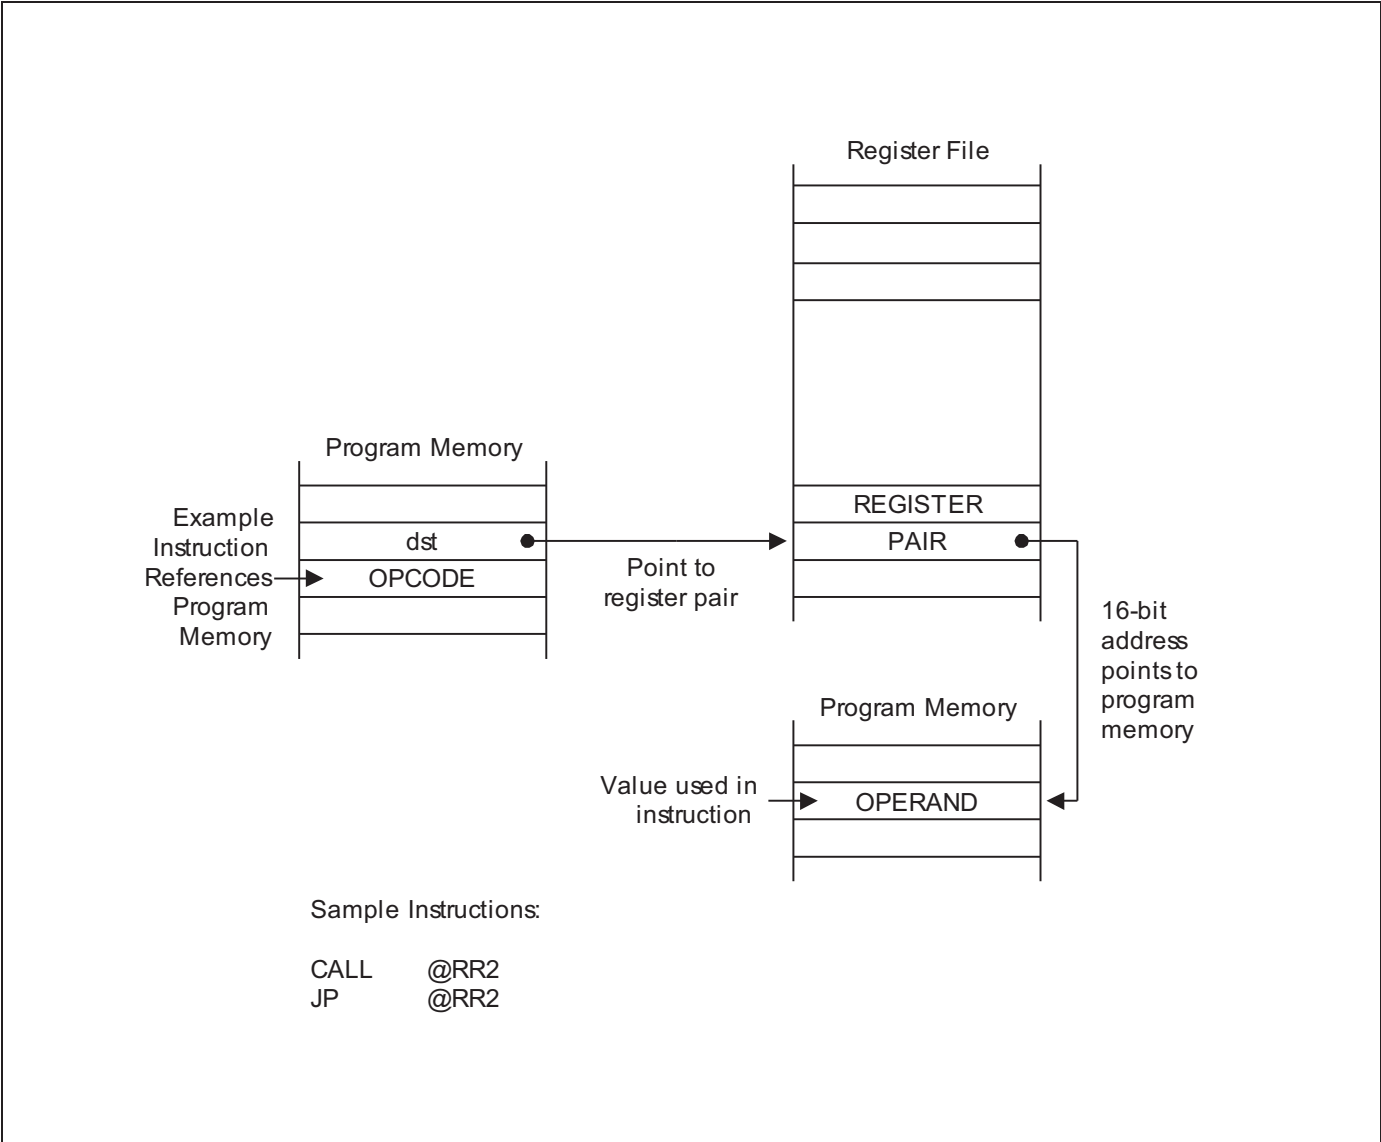 Register File
REGISTER
PAIR
Program Memory
dst
OPCODE
Example
Instruction
References
Program
Memory
Point to
register pair
16-bit
address
points to
program
memory
Program Memory
OPERAND
Value used in
instruction
Sample Instructions:
CALL @RR2
JP @RR2